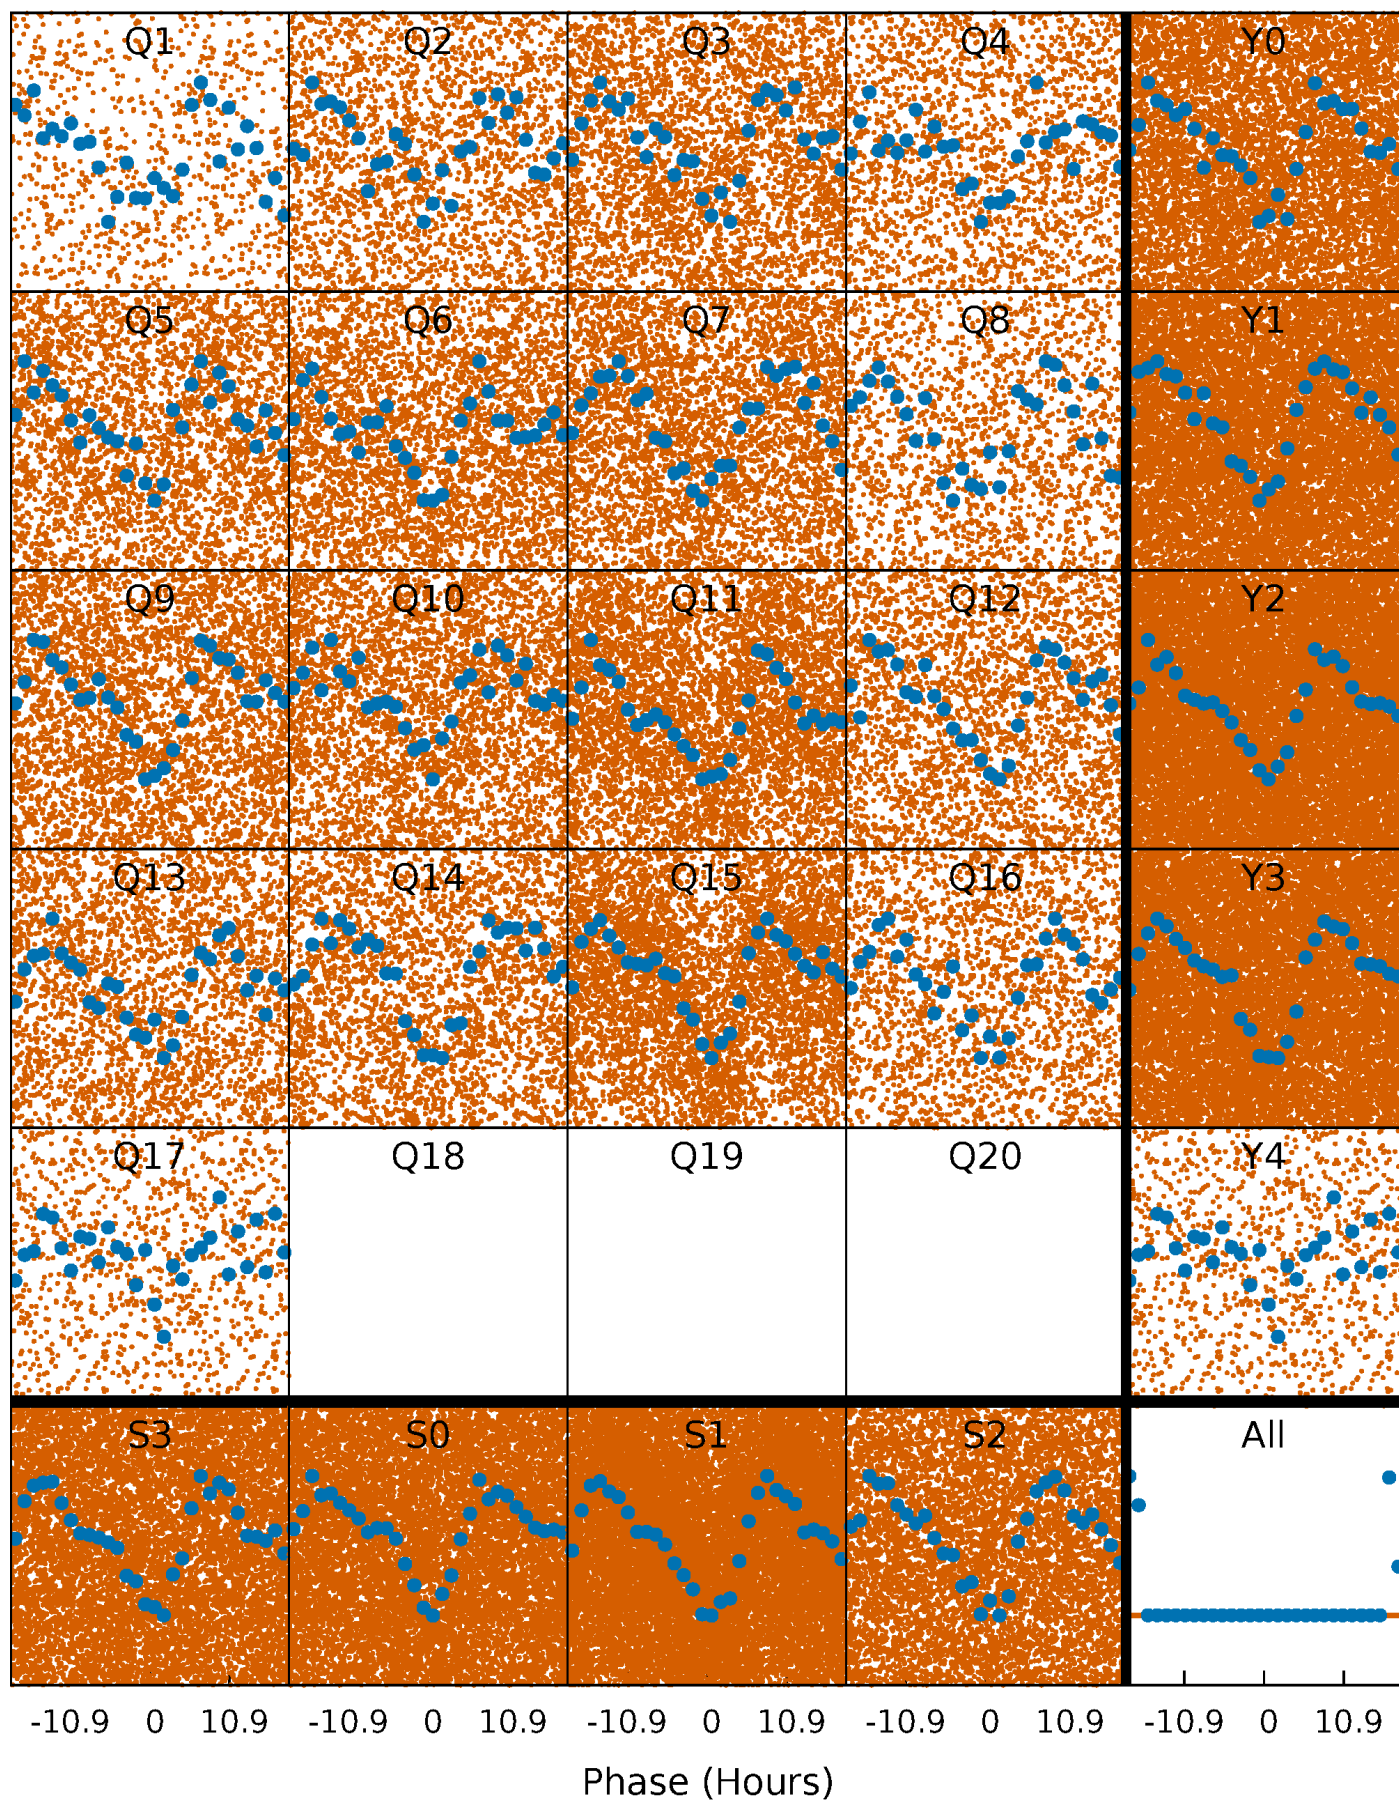 Q1 Q2 Q3 Q4 Y0
Q5 Q6 Q7 Q8 Y1
Q9 Q10 Q11 Q12 Y2
Q13 Q14 Q15 Q16 Y3
Q17 Q18 Q19 Q20 Y4
S3 S0 S1 S2 All
-10.9 0 10.9 -10.9 0 10.9 -10.9 0 10.9 -10.9 0 10.9 -10.9 0 10.9
Phase (Hours)